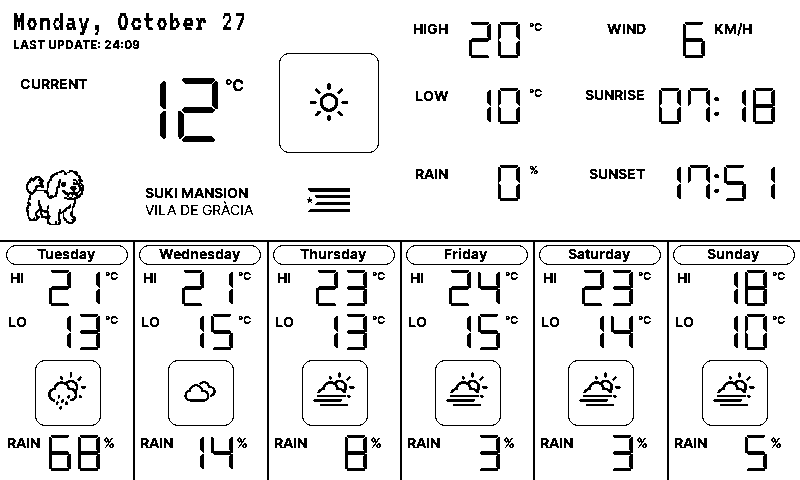 Monday, October 27
LAST UPDATE: 24:09
CURRENT 12 °C
SUKI MANSION
VILA DE GRÀCIA
HIGH 20 °C
LOW 10 °C
RAIN 0 %
WIND 6 KM/H
SUNRISE 07:18
SUNSET 17:51
Tuesday
HI 21 °C
LO 13 °C
RAIN 68 %
Wednesday
HI 21 °C
LO 15 °C
RAIN 14 %
Thursday
HI 23 °C
LO 13 °C
RAIN 8 %
Friday
HI 24 °C
LO 15 °C
RAIN 3 %
Saturday
HI 23 °C
LO 14 °C
RAIN 3 %
Sunday
HI 18 °C
LO 10 °C
RAIN 5 %